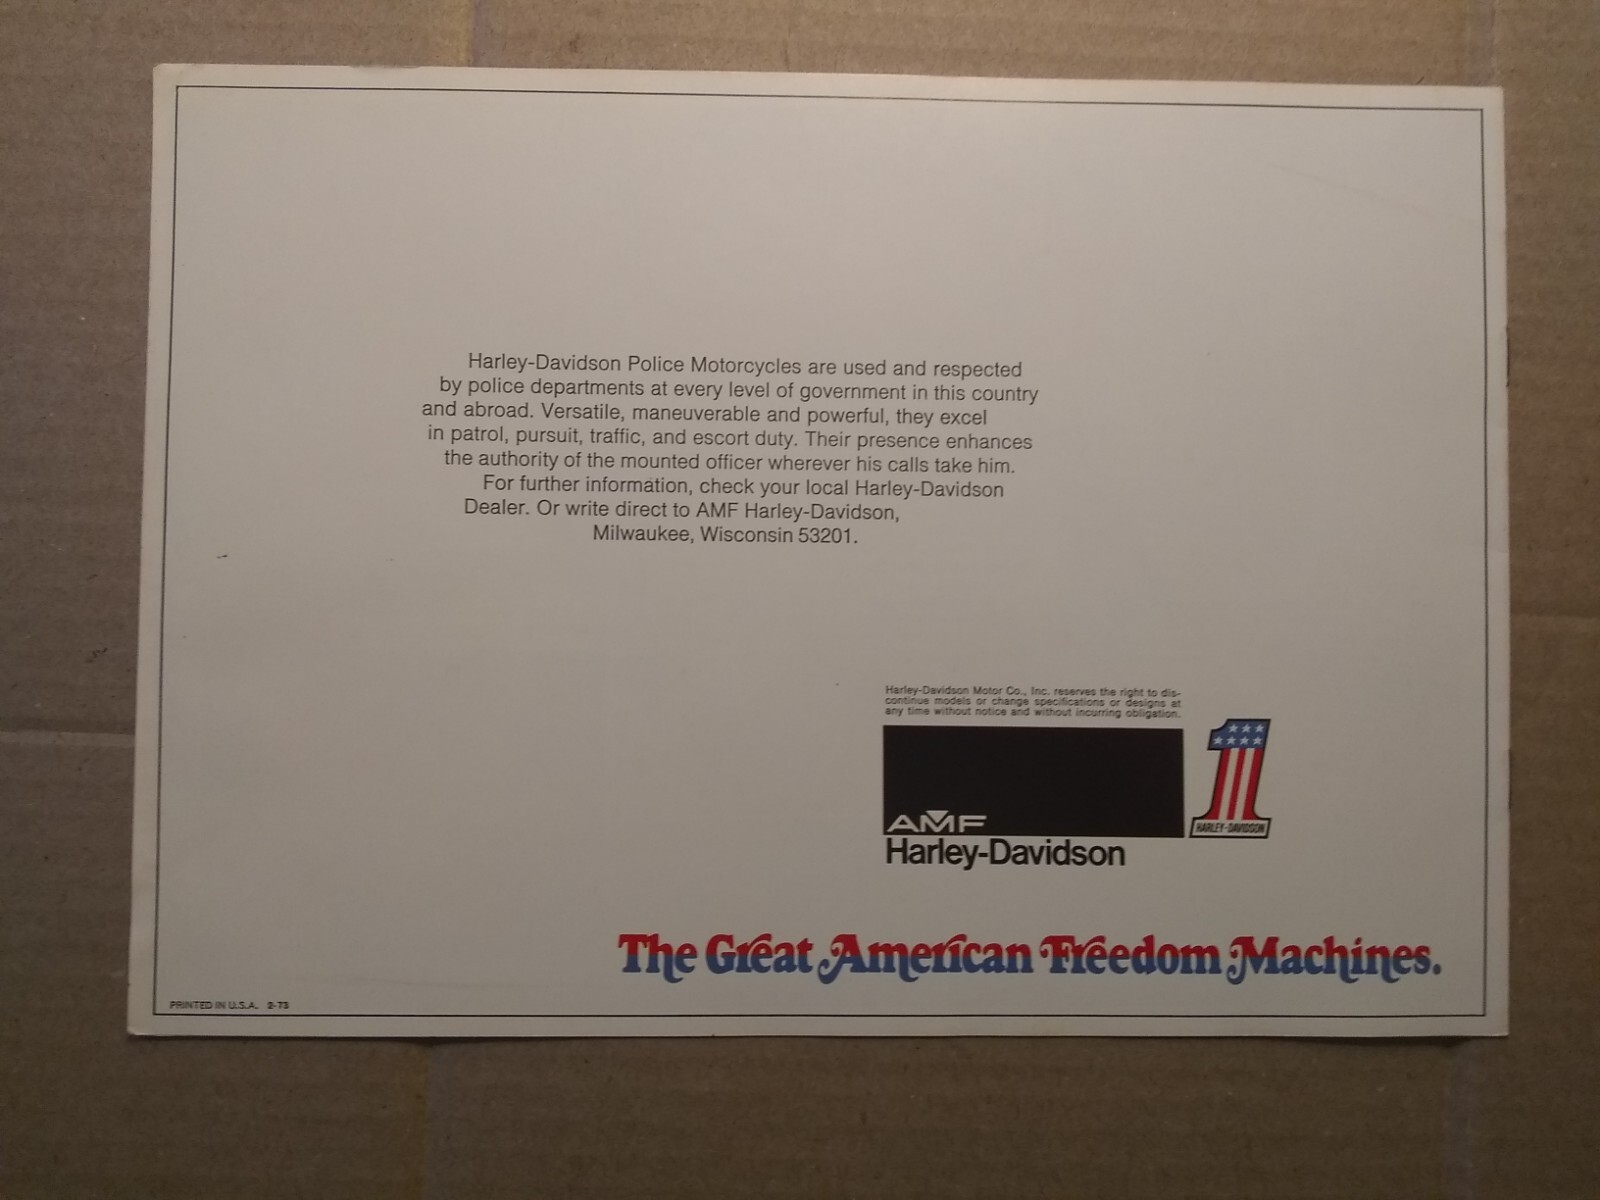 Harley-Davidson Police Motorcycles are used and respected
by police departments at every level of government in this country
and abroad. Versatile, maneuverable and powerful, they excel
in patrol, pursuit, traffic, and escort duty. Their presence enhances
the authority of the mounted officer wherever his calls take him.
For further information, check your local Harley-Davidson
Dealer. Or write direct to AMF Harley-Davidson,
Milwaukee, Wisconsin 53201.
Harley-Davidson Motor Co., Inc. reserves the right to dis-
continue models or change specifications or designs at
any time without notice and without incurring obligation.
1
HARLEY-DAVIDSON
AMF
Harley-Davidson
The Great American Freedom Machines.
PRINTED IN U.S.A. 2-73